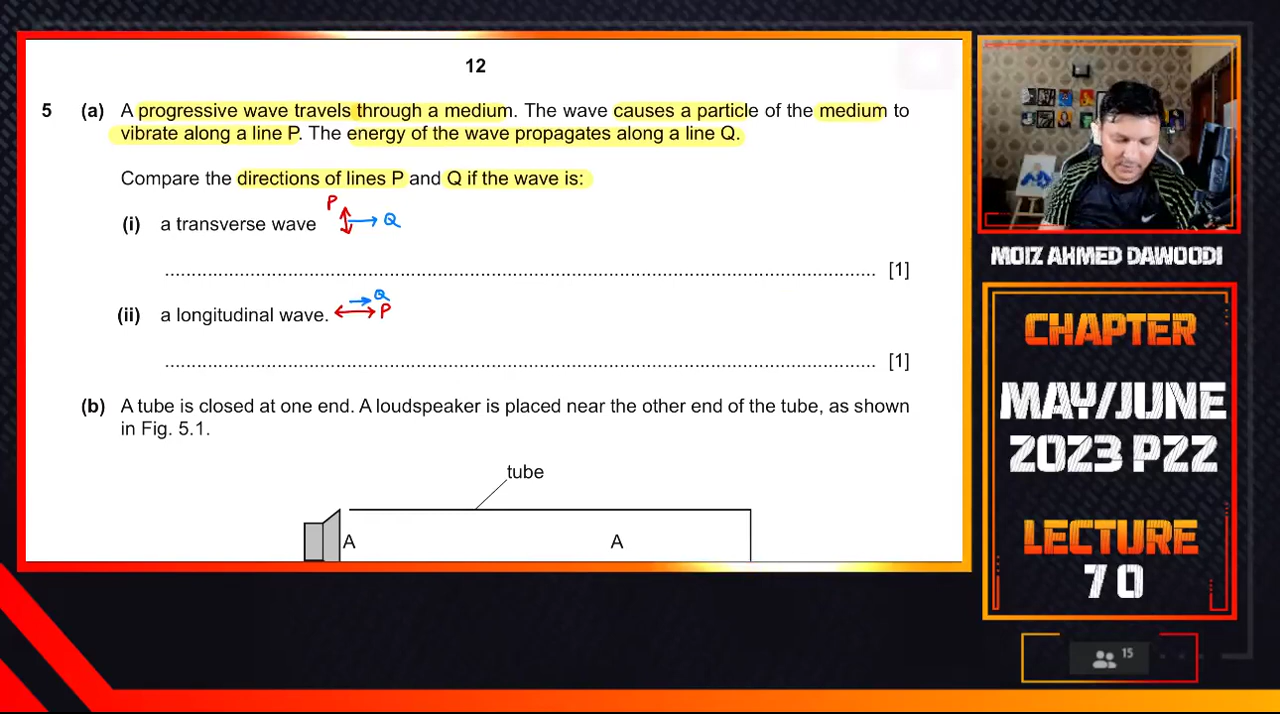 12
5 (a) A progressive wave travels through a medium. The wave causes a particle of the medium to
vibrate along a line P. The energy of the wave propagates along a line Q.
Compare the directions of lines P and Q if the wave is:
P
(i) a transverse wave Q
[1]
Q
(ii) a longitudinal wave. P
[1]
(b) A tube is closed at one end. A loudspeaker is placed near the other end of the tube, as shown
in Fig. 5.1.
tube
A A
MOIZ AHMED DAWOODI
CHAPTER
MAY/JUNE
2023 P22
LECTURE
70
15